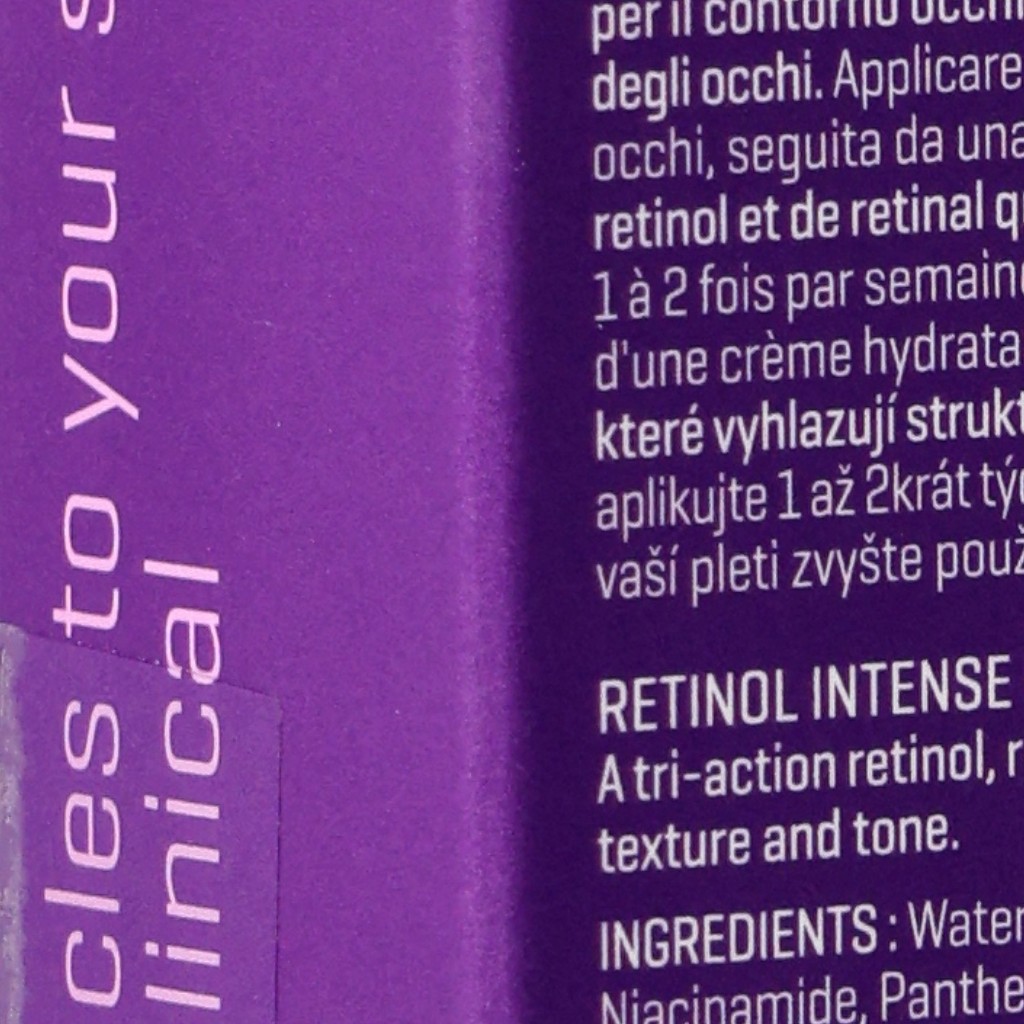 cles to your s
linical
per il contorno occhi
degli occhi. Applicare
occhi, seguita da una
retinol et de retinal q
1 à 2 fois par semain
d'une crème hydrata
které vyhlazují strukt
aplikujte 1 až 2krát tý
vaší pleti zvyšte použ
RETINOL INTENSE
A tri-action retinol, r
texture and tone.
INGREDIENTS : Water
Niacinamide, Panthe